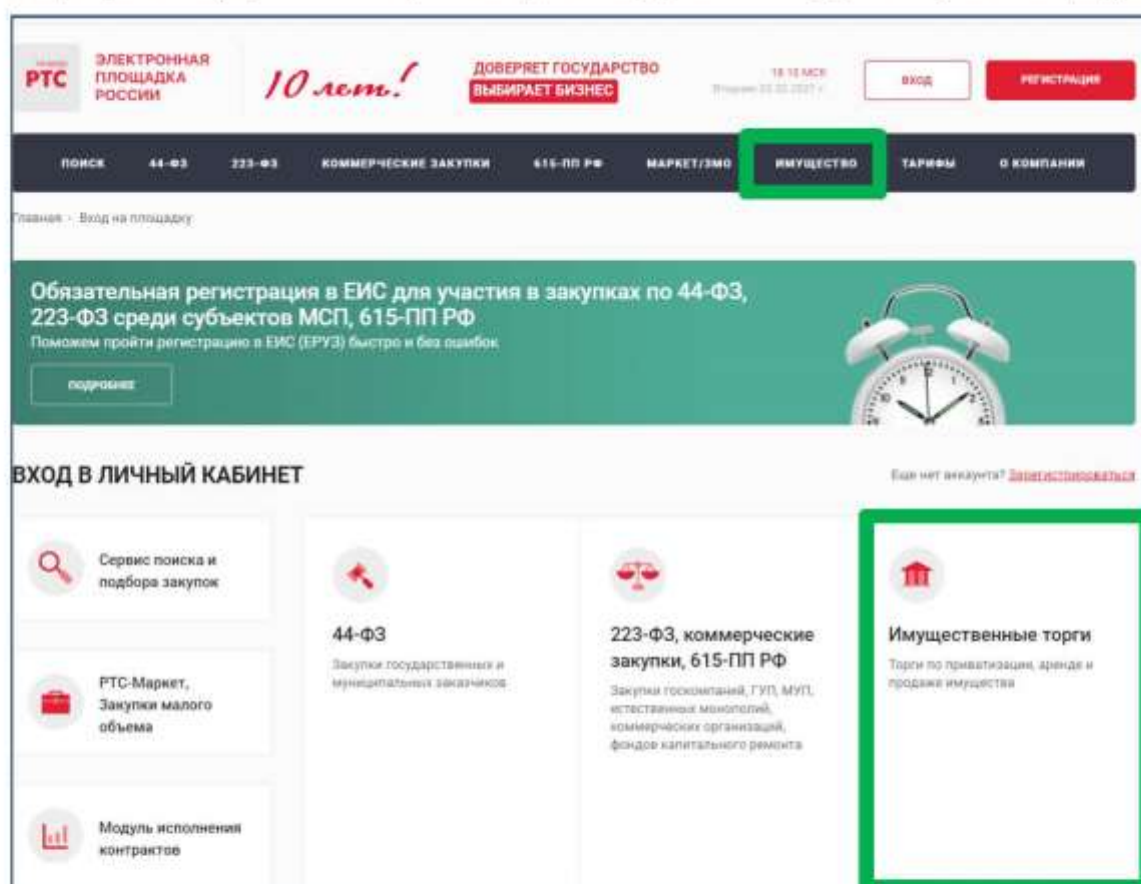 РТС
ЭЛЕКТРОННАЯ
ПЛОЩАДКА
РОССИИ
10 лет!
ДОВЕРЯЕТ ГОСУДАРСТВО
ВЫБИРАЕТ БИЗНЕС
ВХОД
РЕГИСТРАЦИЯ
ПОИСК 44-ФЗ 223-ФЗ КОММЕРЧЕСКИЕ ЗАКУПКИ 615-ПП РФ МАРКЕТ/ЗМО ИМУЩЕСТВО ТАРИФЫ О КОМПАНИИ
Главная - Вход на площадку
Обязательная регистрация в ЕИС для участия в закупках по 44-ФЗ,
223-ФЗ среди субъектов МСП, 615-ПП РФ
Поможем пройти регистрацию в ЕИС (ЕРУЗ) быстро и без ошибок
ПОДРОБНЕЕ
ВХОД В ЛИЧНЫЙ КАБИНЕТ
Еще нет аккаунта? Зарегистрироваться
Сервис поиска и
подбора закупок
РТС-Маркет,
Закупки малого
объема
Модуль исполнения
контрактов
44-ФЗ
Закупки государственных и
муниципальных заказчиков
223-ФЗ, коммерческие
закупки, 615-ПП РФ
Закупки госкомпаний, ГУП, МУП,
естественных монополий,
коммерческих организаций,
фондов капитального ремонта
Имущественные торги
Торги по приватизации, аренде и
продаже имущества